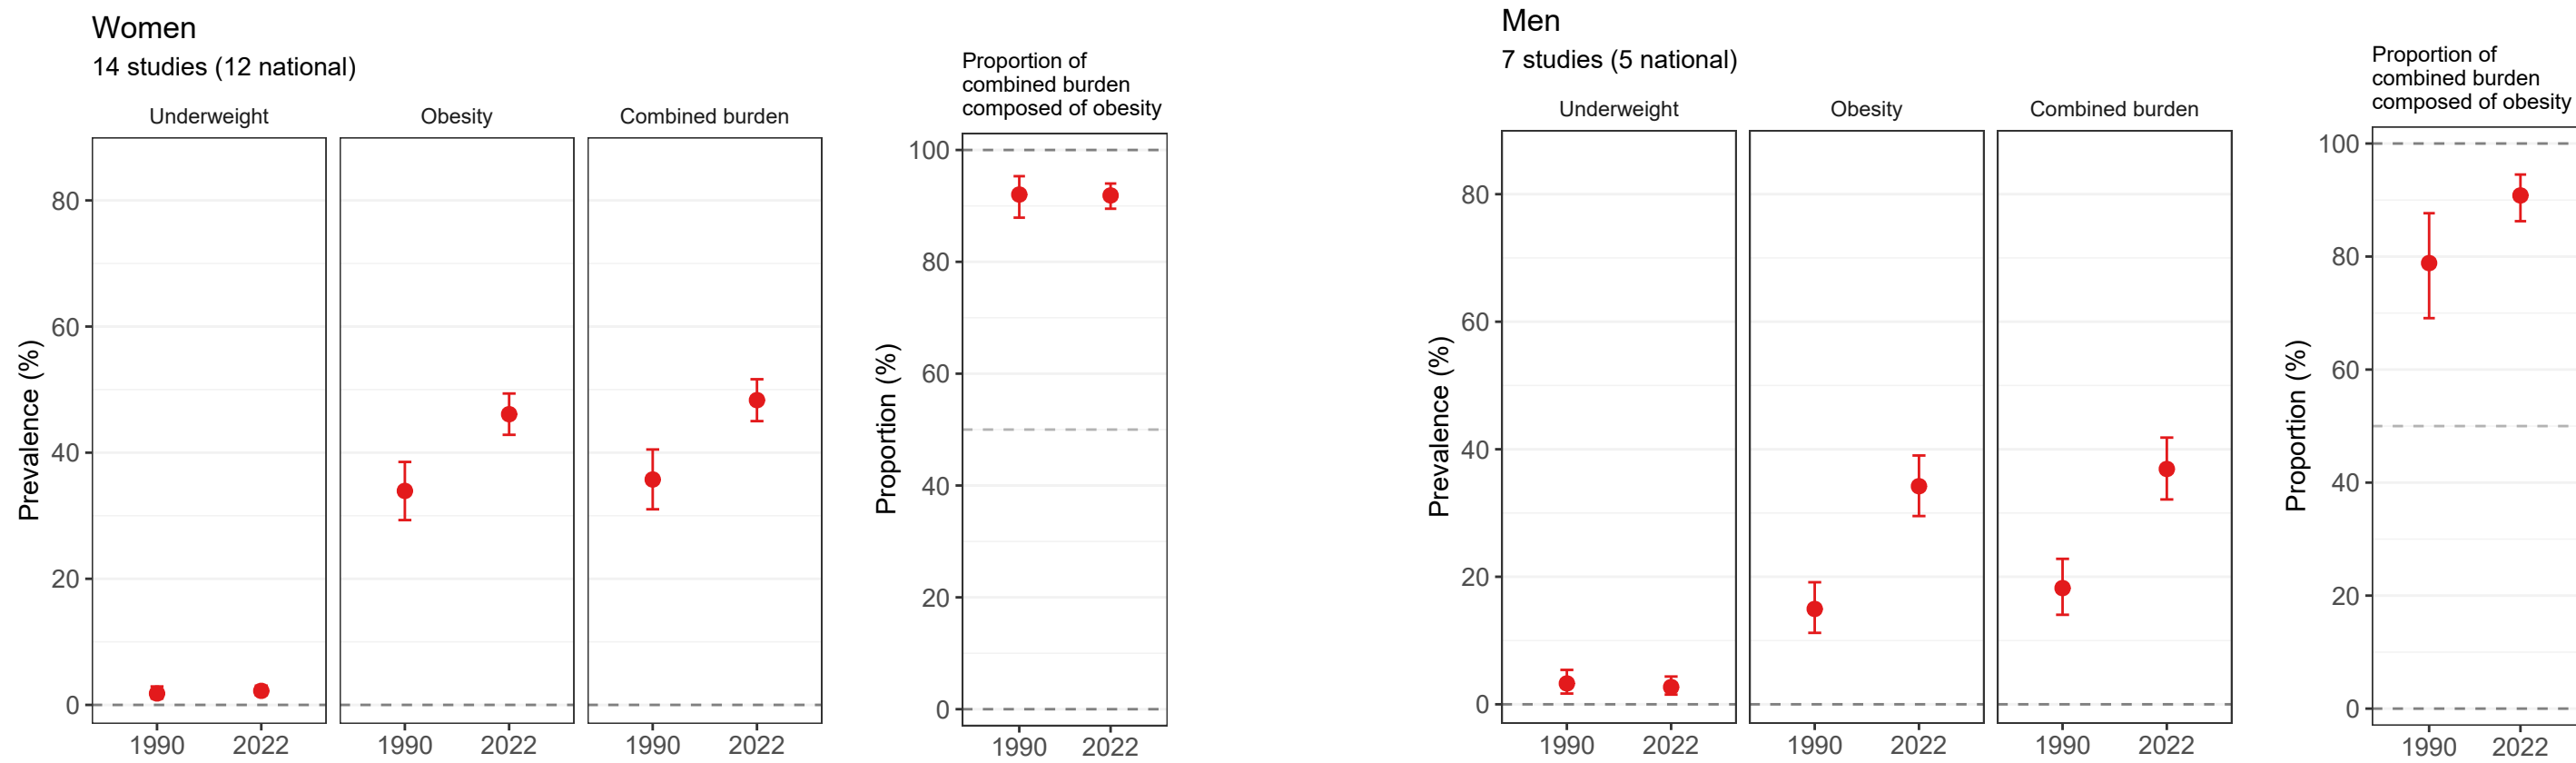 Women
14 studies (12 national)
Underweight
Obesity
Combined burden
Prevalence (%)
80
60
40
20
0
1990 2022
1990 2022
1990 2022
Proportion of
combined burden
composed of obesity
Proportion (%)
100
80
60
40
20
0
1990 2022
Men
7 studies (5 national)
Underweight
Obesity
Combined burden
Prevalence (%)
80
60
40
20
0
1990 2022
1990 2022
1990 2022
Proportion of
combined burden
composed of obesity
Proportion (%)
100
80
60
40
20
0
1990 2022